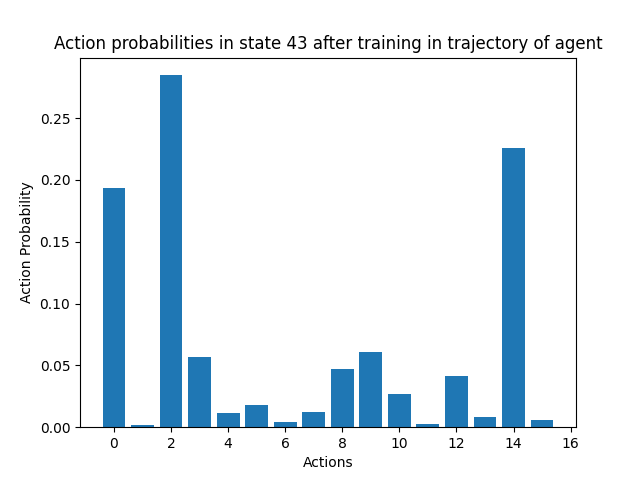 Action probabilities in state 43 after training in trajectory of agent
Action Probability
0.25
0.20
0.15
0.10
0.05
0.00
0 2 4 6 8 10 12 14 16
Actions